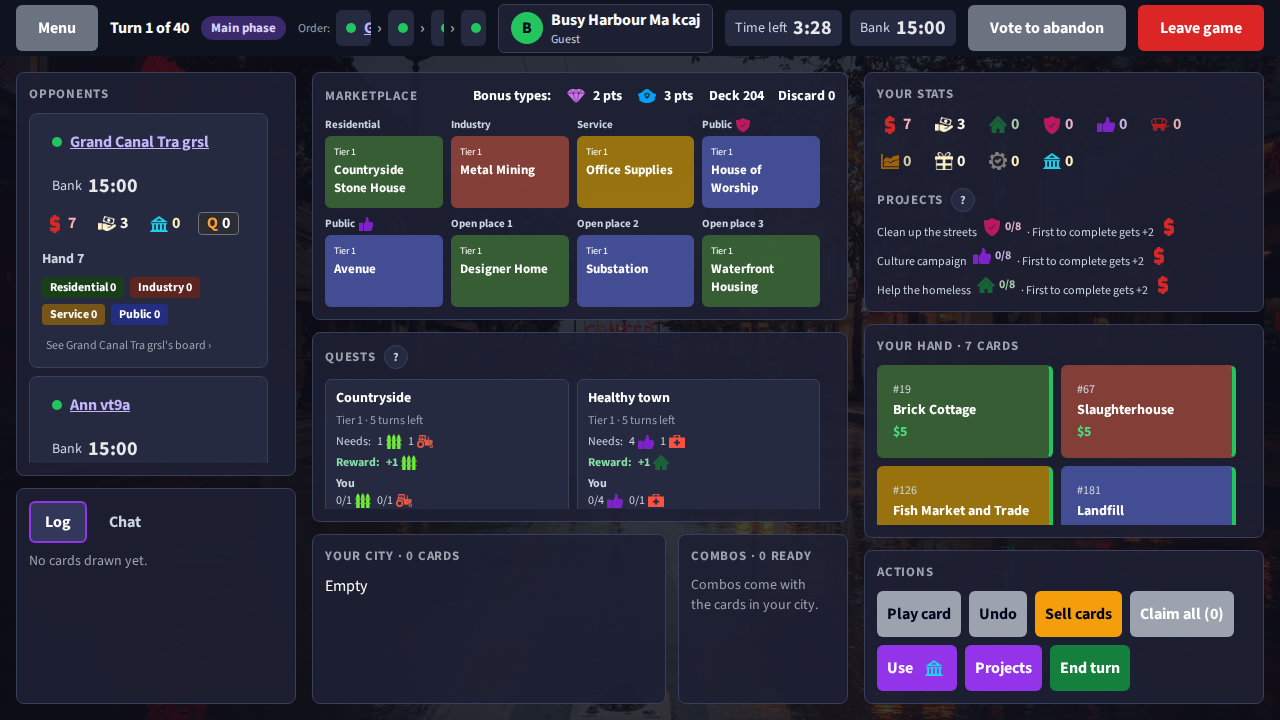 Menu
Turn 1 of 40
Main phase
Order:
› › ›
B
Busy Harbour Ma kcaj
Guest
Time left 3:28
Bank 15:00
Vote to abandon
Leave game
OPPONENTS
Grand Canal Tra grsl
Bank 15:00
7 3 0 Q 0
Hand 7
Residential 0 Industry 0
Service 0 Public 0
See Grand Canal Tra grsl's board ›
Ann vt9a
Bank 15:00
Log Chat
No cards drawn yet.
MARKETPLACE
Bonus types: 2 pts 3 pts Deck 204 Discard 0
Residential Industry Service Public
Tier 1
Countryside
Stone House
Tier 1
Metal Mining
Tier 1
Office Supplies
Tier 1
House of
Worship
Public Open place 1 Open place 2 Open place 3
Tier 1
Avenue
Tier 1
Designer Home
Tier 1
Substation
Tier 1
Waterfront
Housing
QUESTS ?
Countryside
Tier 1 · 5 turns left
Needs: 1 1
Reward: +1
You
0/1 0/1
Healthy town
Tier 1 · 5 turns left
Needs: 4 1
Reward: +1
You
0/4 0/1
YOUR CITY · 0 CARDS
Empty
COMBOS · 0 READY
Combos come with
the cards in your city.
YOUR STATS
7 3 0 0 0 0
0 0 0 0
PROJECTS ?
Clean up the streets 0/8 · First to complete gets +2
Culture campaign 0/8 · First to complete gets +2
Help the homeless 0/8 · First to complete gets +2
YOUR HAND · 7 CARDS
#19
Brick Cottage
$5
#67
Slaughterhouse
$5
#126
Fish Market and Trade
#181
Landfill
ACTIONS
Play card Undo Sell cards Claim all (0)
Use Projects End turn